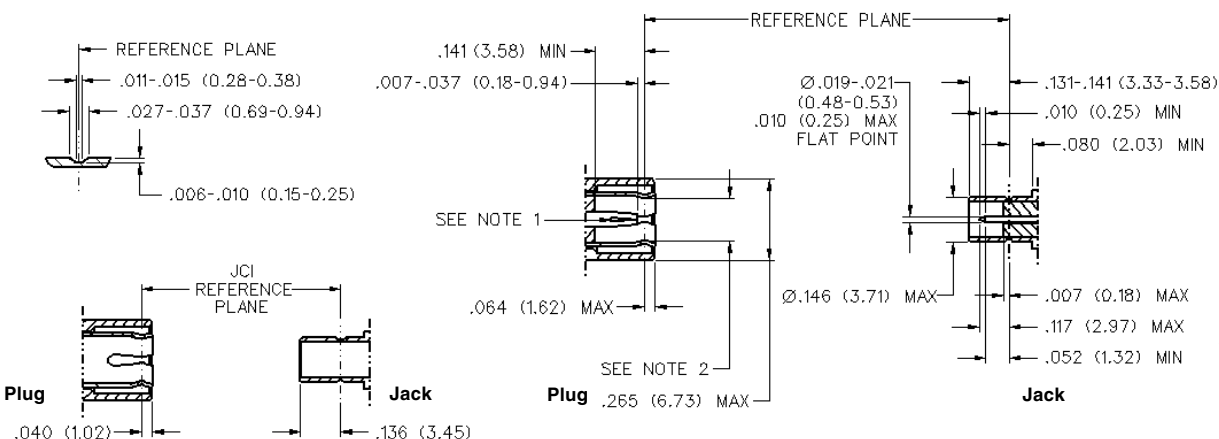 REFERENCE PLANE
.011-.015 (0.28-0.38)
.027-.037 (0.69-0.94)
.006-.010 (0.15-0.25)
JCI
REFERENCE
PLANE
Plug
Jack
.040 (1.02)
.136 (3.45)
REFERENCE PLANE
.141 (3.58) MIN
.007-.037 (0.18-0.94)
SEE NOTE 1
.064 (1.62) MAX
SEE NOTE 2
Plug
.265 (6.73) MAX
Ø.019-.021
(0.48-0.53)
.010 (0.25) MAX
FLAT POINT
.131-.141 (3.33-3.58)
.010 (0.25) MIN
.080 (2.03) MIN
Ø.146 (3.71) MAX
.007 (0.18) MAX
.117 (2.97) MAX
.052 (1.32) MIN
Jack